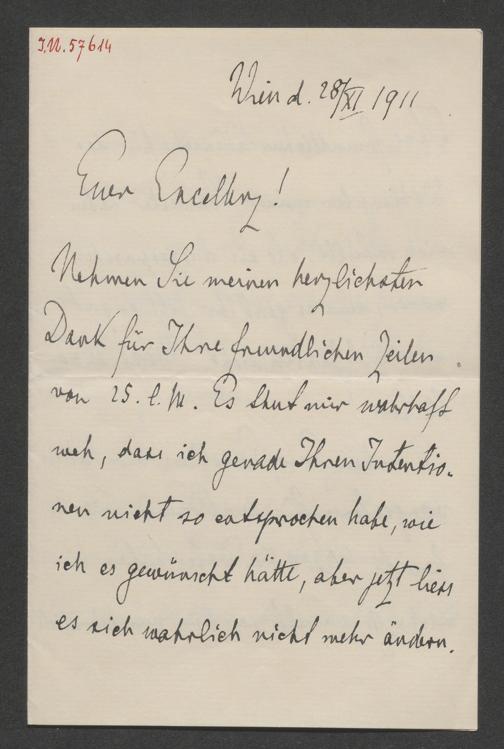 J.N. 57614
Wien d. 28/XI 1911
Euer Excellenz!
Nehmen Sie meinen herzlichsten
Dank für Ihre freundlichen Zeilen
von 25. l. M. Es thut mir wahrhaft
weh, dass ich gerade Ihren Intentio-
nen nicht so entsprochen habe, wie
ich es gewünscht hätte, aber jetzt liess
es sich wahrlich nicht mehr ändern.